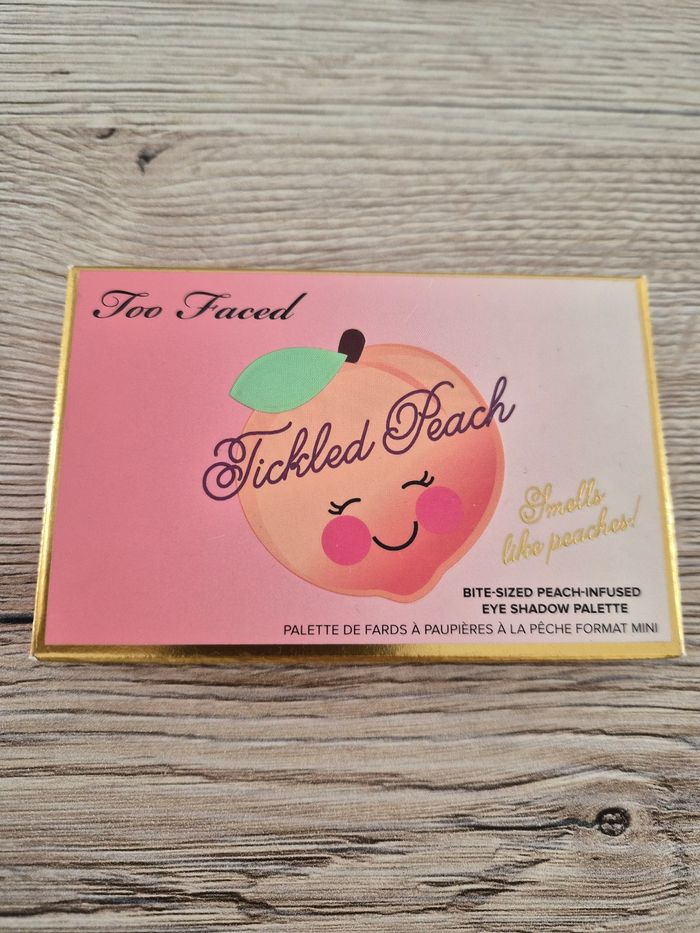 Too Faced
Tickled Peach
Smells
like peaches!
BITE-SIZED PEACH-INFUSED
EYE SHADOW PALETTE
PALETTE DE FARDS À PAUPIÈRES À LA PÊCHE FORMAT MINI